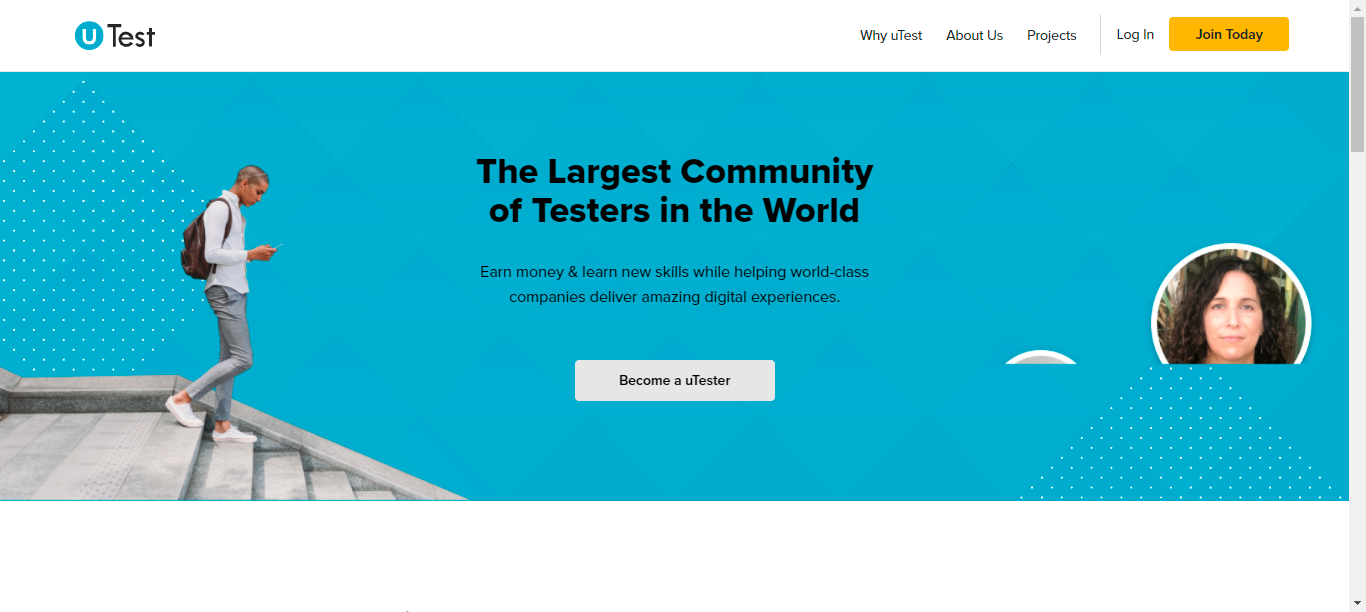 uTest
Why uTest
About Us
Projects
Log In
Join Today
The Largest Community
of Testers in the World
Earn money & learn new skills while helping world-class
companies deliver amazing digital experiences.
Become a uTester